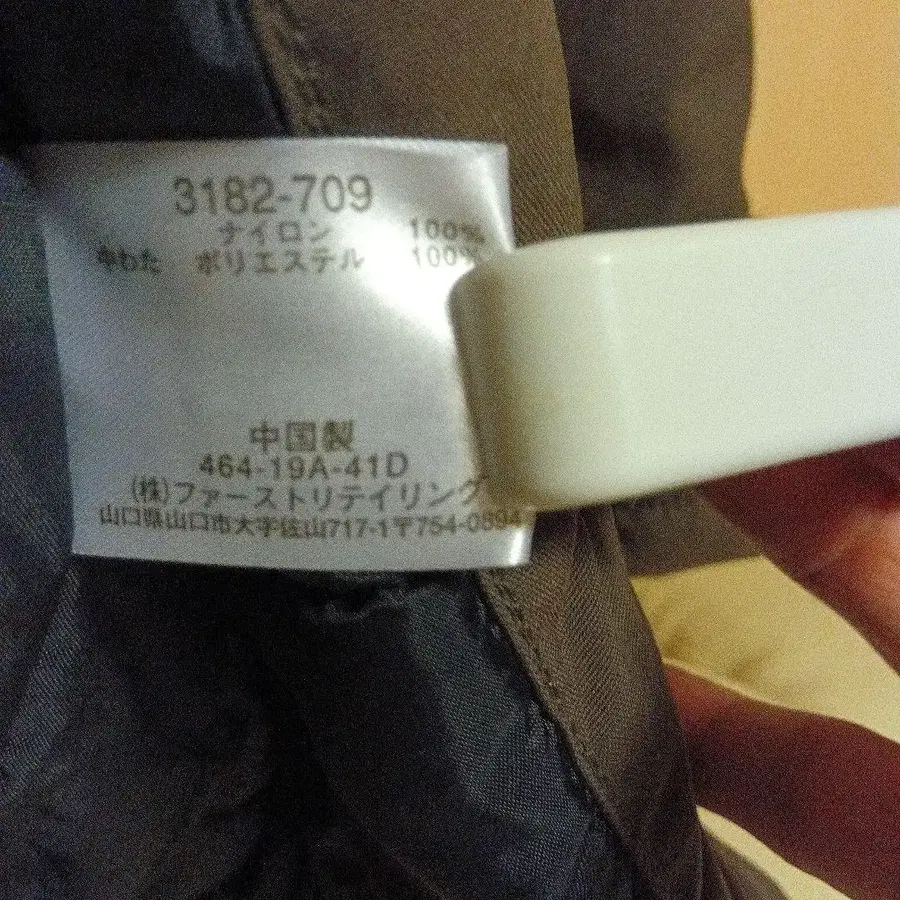 3182-709
ナイロン 100%
中わた ポリエステル 100%
中国製
464-19A-41D
(株)ファーストリテイリング
山口県山口市大字佐山717-1〒754-0894